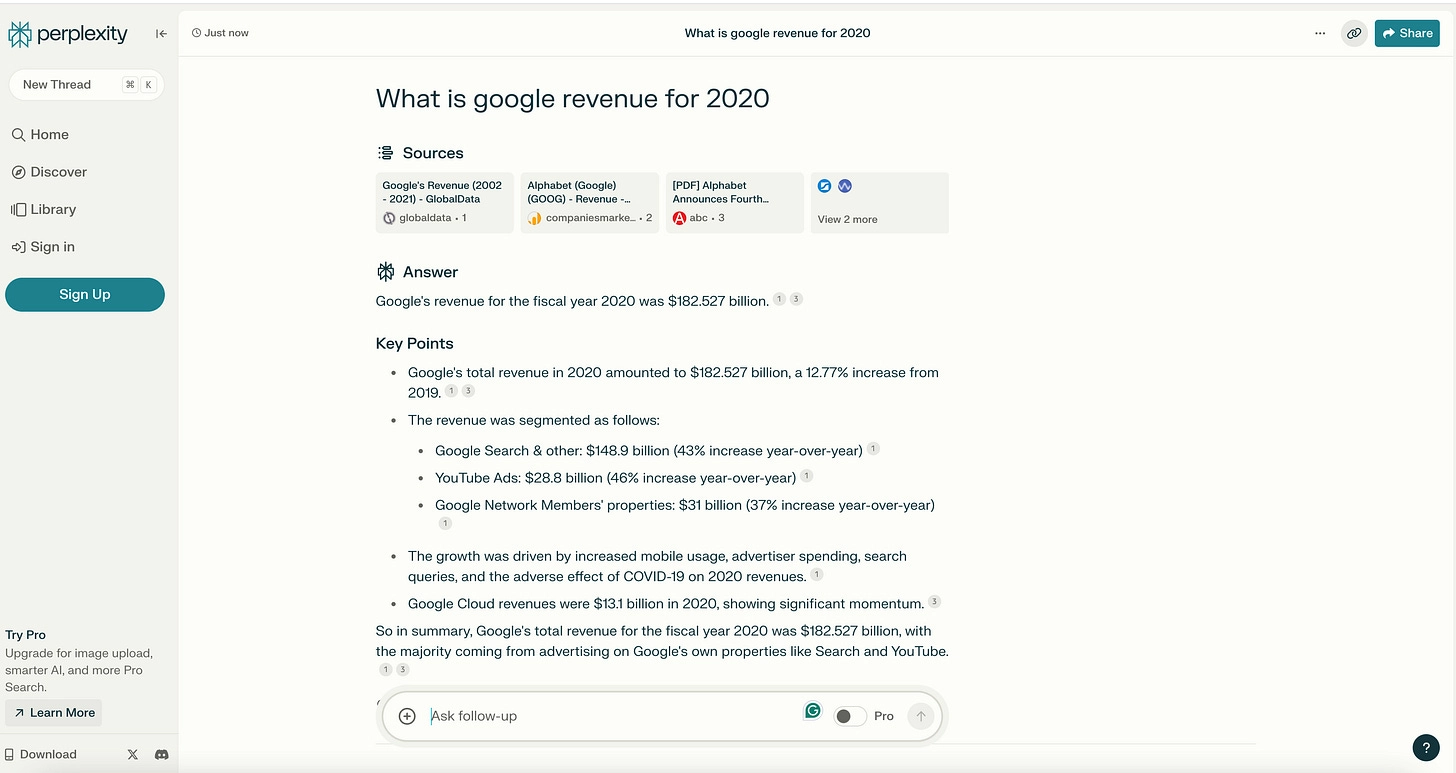 perplexity
New Thread ⌘ K
Home
Discover
Library
Sign in
Sign Up
Try Pro
Upgrade for image upload,
smarter AI, and more Pro
Search.
Learn More
Download
Just now
What is google revenue for 2020
Share
What is google revenue for 2020
Sources
Google's Revenue (2002
- 2021) - GlobalData
globaldata • 1
Alphabet (Google)
(GOOG) - Revenue -...
companiesmarke... • 2
[PDF] Alphabet
Announces Fourth...
abc • 3
View 2 more
Answer
Google's revenue for the fiscal year 2020 was $182.527 billion. 1 3
Key Points
• Google's total revenue in 2020 amounted to $182.527 billion, a 12.77% increase from
2019. 1 3
• The revenue was segmented as follows:
• Google Search & other: $148.9 billion (43% increase year-over-year) 1
• YouTube Ads: $28.8 billion (46% increase year-over-year) 1
• Google Network Members' properties: $31 billion (37% increase year-over-year)
1
• The growth was driven by increased mobile usage, advertiser spending, search
queries, and the adverse effect of COVID-19 on 2020 revenues. 1
• Google Cloud revenues were $13.1 billion in 2020, showing significant momentum. 3
So in summary, Google's total revenue for the fiscal year 2020 was $182.527 billion, with
the majority coming from advertising on Google's own properties like Search and YouTube.
1 3
Ask follow-up
Pro
?